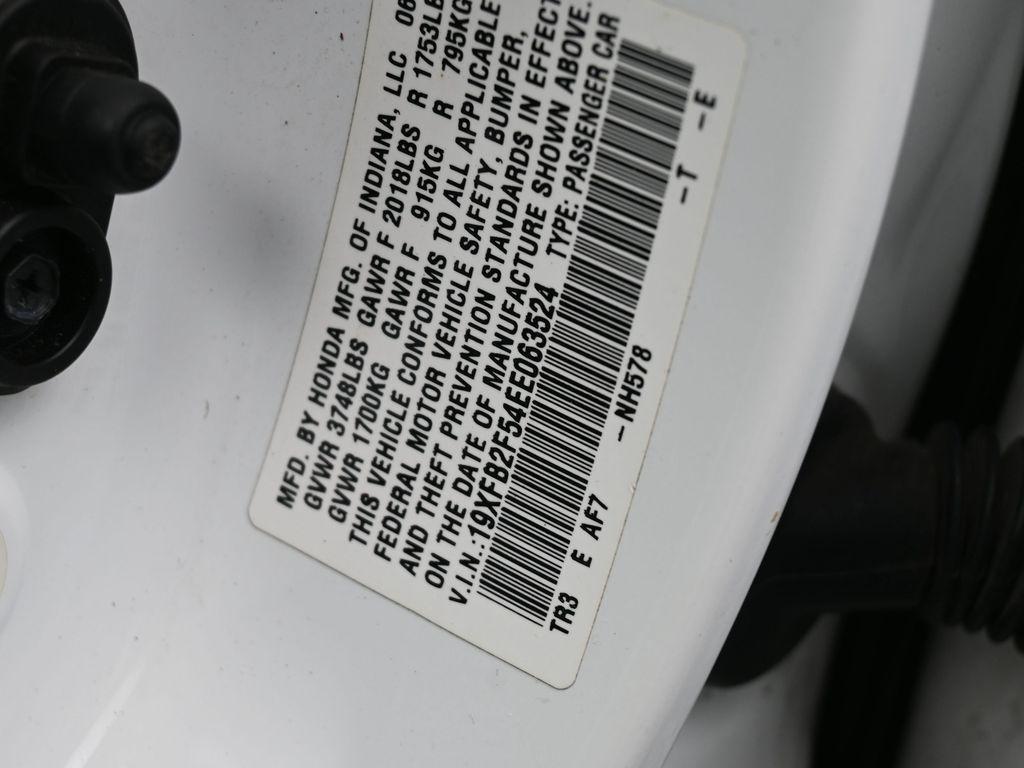 MFD. BY HONDA MFG. OF INDIANA, LLC 06
GVWR 3748LBS GAWR F 2018LBS R 1753LB
GVWR 1700KG GAWR F 915KG R 795KG
THIS VEHICLE CONFORMS TO ALL APPLICABLE
FEDERAL MOTOR VEHICLE SAFETY, BUMPER,
AND THEFT PREVENTION STANDARDS IN EFFECT
ON THE DATE OF MANUFACTURE SHOWN ABOVE.
V.I.N.:19XFB2F54EE063524 TYPE: PASSENGER CAR
TR3 E AF7 -NH578 -T -E